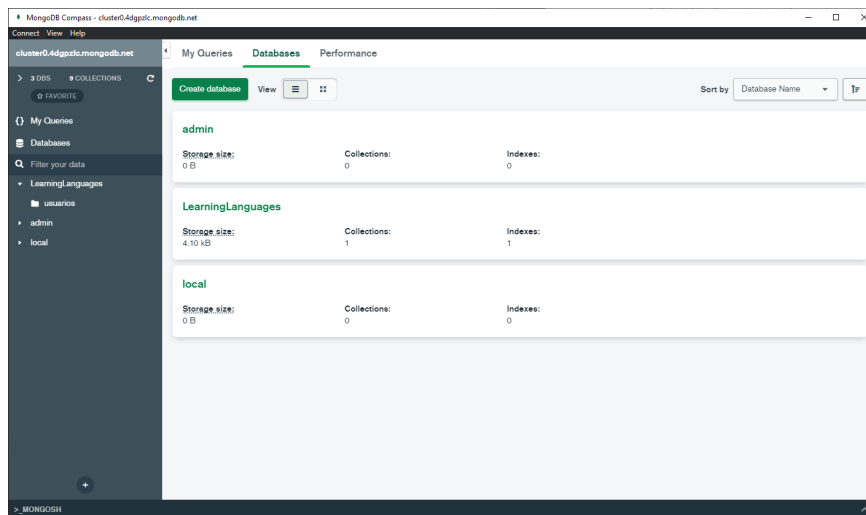 MongoDB Compass - cluster0.4dgpzlc.mongodb.net
Connect View Help
cluster0.4dgpzlc.mongodb.net
My Queries Databases Performance
3 DBS 9 COLLECTIONS
FAVORITE
Create database View Sort by Database Name
{} My Queries
Databases
Filter your data
LearningLanguages
usuarios
admin
local
admin
Storage size: Collections: Indexes:
0 B 0 0
LearningLanguages
Storage size: Collections: Indexes:
4.10 kB 1 1
local
Storage size: Collections: Indexes:
0 B 0 0
>_MONGOSH